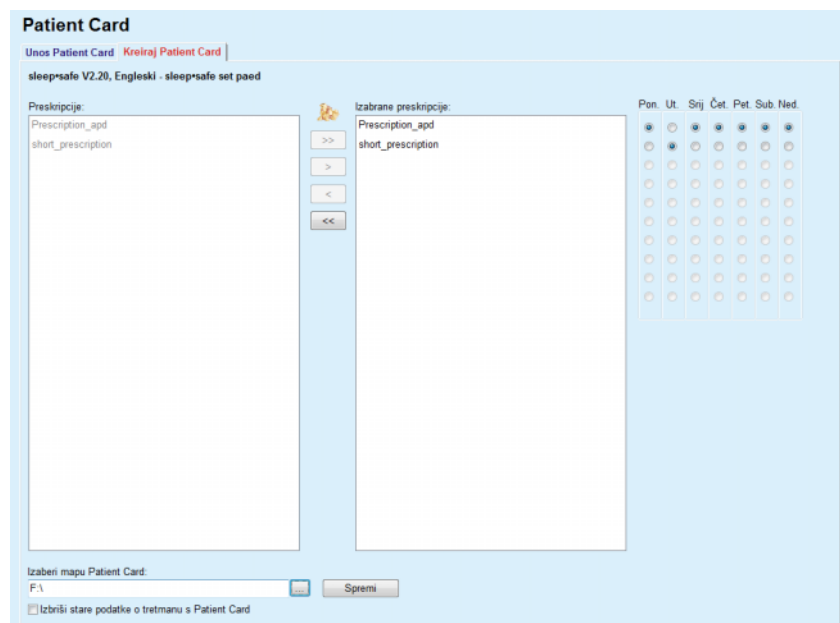 Patient Card
Unos Patient Card Kreiraj Patient Card
sleep•safe V2.20, Engleski - sleep•safe set paed
Preskripcije:
Prescription_apd
short_prescription
>>
>
<
<<
Izabrane preskripcije:
Prescription_apd
short_prescription
Pon. Ut. Srij Čet. Pet. Sub. Ned.
Izaberi mapu Patient Card:
F:\ ... Spremi
Izbriši stare podatke o tretmanu s Patient Card